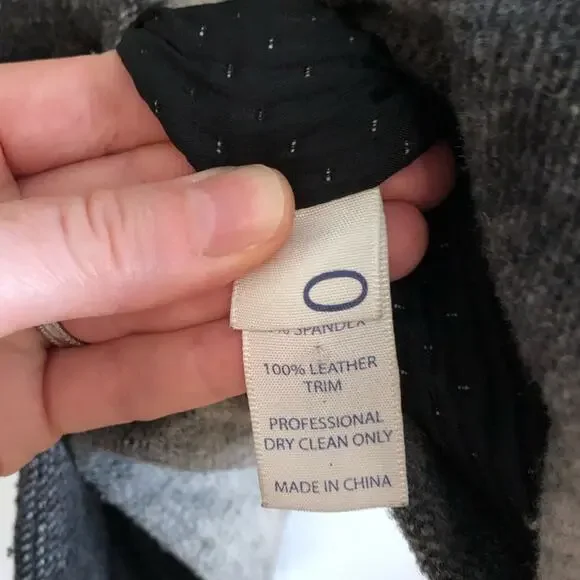 0
% SPANDEX
100% LEATHER
TRIM
PROFESSIONAL
DRY CLEAN ONLY
MADE IN CHINA